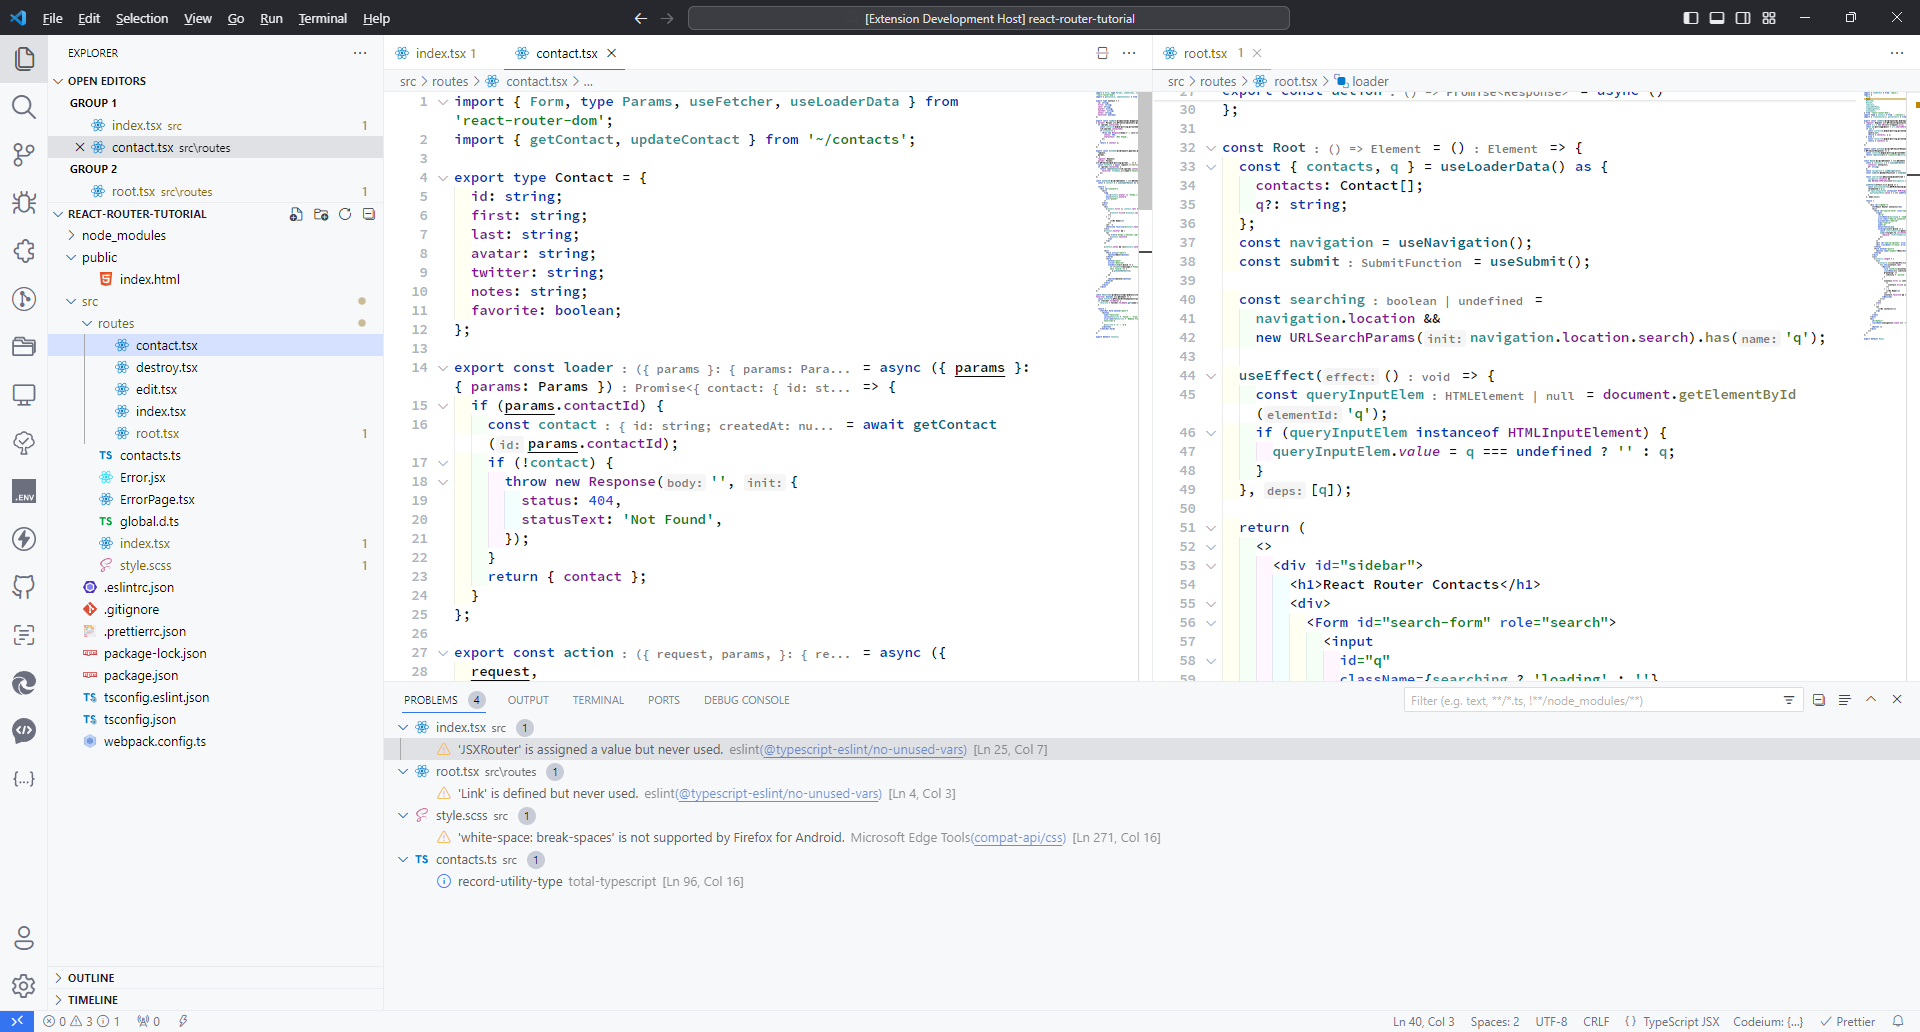 File Edit Selection View Go Run Terminal Help
[Extension Development Host] react-router-tutorial
EXPLORER
OPEN EDITORS
GROUP 1
index.tsx src 1
contact.tsx src\routes
GROUP 2
root.tsx src\routes 1
REACT-ROUTER-TUTORIAL
node_modules
public
index.html
src
routes
contact.tsx
destroy.tsx
edit.tsx
index.tsx
root.tsx 1
contacts.ts
Error.jsx
ErrorPage.tsx
global.d.ts
index.tsx 1
style.scss 1
.eslintrc.json
.gitignore
.prettierrc.json
package-lock.json
package.json
tsconfig.eslint.json
tsconfig.json
webpack.config.ts
OUTLINE
TIMELINE
index.tsx 1 contact.tsx
src > routes > contact.tsx > ...
1 import { Form, type Params, useFetcher, useLoaderData } from
'react-router-dom';
2 import { getContact, updateContact } from '~/contacts';
3
4 export type Contact = {
5 id: string;
6 first: string;
7 last: string;
8 avatar: string;
9 twitter: string;
10 notes: string;
11 favorite: boolean;
12 };
13
14 export const loader : ({ params }: { params: Para... = async ({ params }:
{ params: Params }) : Promise<{ contact: { id: st... => {
15 if (params.contactId) {
16 const contact : { id: string; createdAt: nu... = await getContact
(id: params.contactId);
17 if (!contact) {
18 throw new Response(body: '', init: {
19 status: 404,
20 statusText: 'Not Found',
21 });
22 }
23 return { contact };
24 }
25 };
26
27 export const action : ({ request, params, }: { re... = async ({
28 request,
root.tsx 1
src > routes > root.tsx > loader
27 export const action : () => Promise<Response> = async ()
30 };
31
32 const Root : () => Element = () : Element => {
33 const { contacts, q } = useLoaderData() as {
34 contacts: Contact[];
35 q?: string;
36 };
37 const navigation = useNavigation();
38 const submit : SubmitFunction = useSubmit();
39
40 const searching : boolean | undefined =
41 navigation.location &&
42 new URLSearchParams(init: navigation.location.search).has(name: 'q');
43
44 useEffect(effect: () : void => {
45 const queryInputElem : HTMLElement | null = document.getElementById
(elementId: 'q');
46 if (queryInputElem instanceof HTMLInputElement) {
47 queryInputElem.value = q === undefined ? '' : q;
48 }
49 }, deps: [q]);
50
51 return (
52 <>
53 <div id="sidebar">
54 <h1>React Router Contacts</h1>
55 <div>
56 <Form id="search-form" role="search">
57 <input
58 id="q"
59 className={searching ? 'loading' : ''}
PROBLEMS 4 OUTPUT TERMINAL PORTS DEBUG CONSOLE
Filter (e.g. text, **/*.ts, !**/node_modules/**)
index.tsx src 1
'JSXRouter' is assigned a value but never used. eslint(@typescript-eslint/no-unused-vars) [Ln 25, Col 7]
root.tsx src\routes 1
'Link' is defined but never used. eslint(@typescript-eslint/no-unused-vars) [Ln 4, Col 3]
style.scss src 1
'white-space: break-spaces' is not supported by Firefox for Android. Microsoft Edge Tools(compat-api/css) [Ln 271, Col 16]
TS contacts.ts src 1
record-utility-type total-typescript [Ln 96, Col 16]
0 3 1 0
Ln 40, Col 3 Spaces: 2 UTF-8 CRLF {} TypeScript JSX Codeium: {...} Prettier